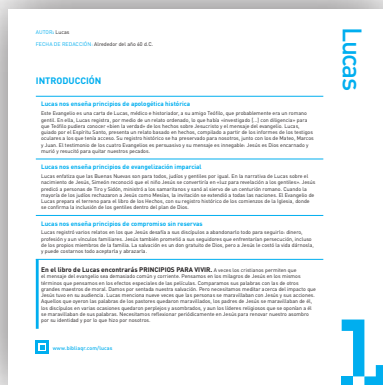 AUTOR: Lucas
FECHA DE REDACCIÓN: Alrededor del año 60 d.C.
Lucas
INTRODUCCIÓN
Lucas nos enseña principios de apologética histórica
Este Evangelio es una carta de Lucas, médico e historiador, a su amigo Teófilo, que probablemente era un romano
gentil. En ella, Lucas registra, por medio de un relato ordenado, lo que había «investigado [...] con diligencia» para
que Teófilo pudiera conocer «bien la verdad» de los hechos sobre Jesucristo y el mensaje del evangelio. Lucas,
guiado por el Espíritu Santo, presenta un relato basado en hechos, compilado a partir de los informes de los testigos
oculares a los que tenía acceso. Su registro histórico se ha preservado para nosotros, junto con los de Mateo, Marcos
y Juan. El testimonio de los cuatro Evangelios es persuasivo y su mensaje es innegable: Jesús es Dios encarnado y
murió y resucitó para quitar nuestros pecados.
Lucas nos enseña principios de evangelización imparcial
Lucas enfatiza que las Buenas Nuevas son para todos, judíos y gentiles por igual. En la narrativa de Lucas sobre el
nacimiento de Jesús, Simeón reconoció que el niño Jesús se convertiría en «luz para revelación a los gentiles». Jesús
predicó a personas de Tiro y Sidón, ministró a los samaritanos y sanó al siervo de un centurión romano. Cuando la
mayoría de los judíos rechazaron a Jesús como Mesías, la invitación se extendió a todas las naciones. El Evangelio de
Lucas prepara el terreno para el libro de los Hechos, con su registro histórico de los comienzos de la Iglesia, donde
se confirma la inclusión de los gentiles dentro del plan de Dios.
Lucas nos enseña principios de compromiso sin reservas
Lucas registró varios relatos en los que Jesús desafía a sus discípulos a abandonarlo todo para seguirlo: dinero,
profesión y aun vínculos familiares. Jesús también prometió a sus seguidores que enfrentarían persecución, incluso
de los propios miembros de la familia. La salvación es un don gratuito de Dios, pero a Jesús le costó la vida dárnosla,
y puede costarnos todo aceptarla y abrazarla.
En el libro de Lucas encontrarás PRINCIPIOS PARA VIVIR. A veces los cristianos permiten que
el mensaje del evangelio sea demasiado común y corriente. Pensamos en los milagros de Jesús en los mismos
términos que pensamos en los efectos especiales de las películas. Comparamos sus palabras con las de otros
grandes maestros de moral. Damos por sentada nuestra salvación. Pero necesitamos meditar acerca del impacto que
Jesús tuvo en su audiencia. Lucas menciona nueve veces que las personas se maravillaban con Jesús y sus acciones.
Aquellos que oyeron las palabras de los pastores quedaron maravillados, los padres de Jesús se maravillaban de él,
los discípulos en varias ocasiones quedaron perplejos y asombrados, y aun los líderes religiosos que se oponían a él
se maravillaban de sus palabras. Necesitamos reflexionar periódicamente en Jesús para renovar nuestro asombro
por su identidad y por lo que hizo por nosotros.
www.bibliaqr.com/lucas
1